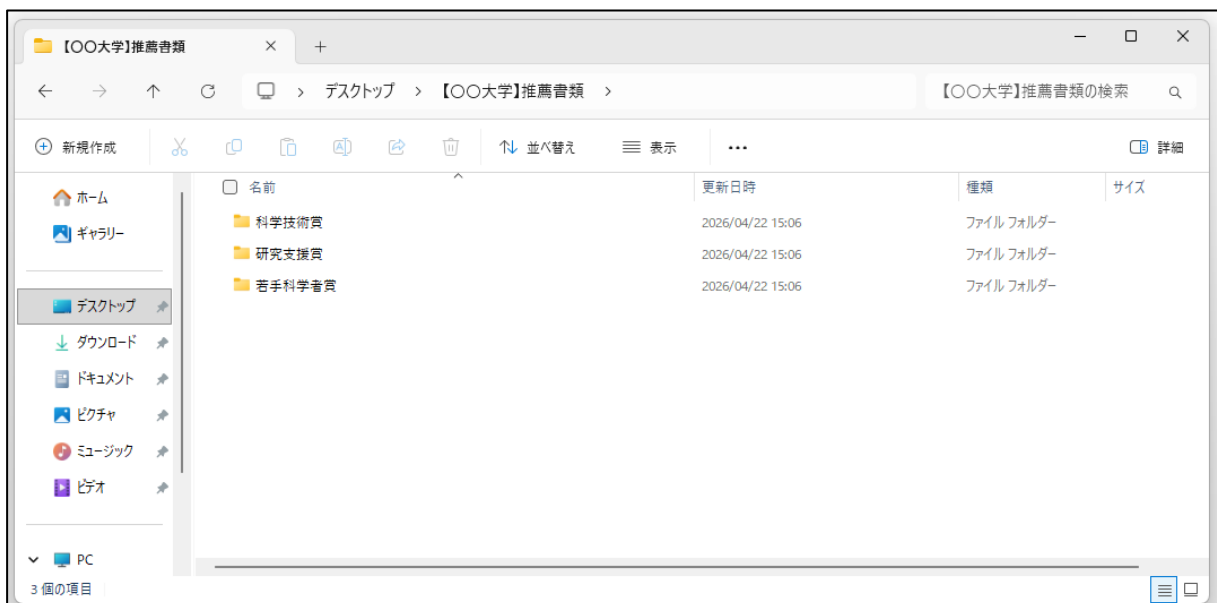 【〇〇大学】推薦書類
デスクトップ 【〇〇大学】推薦書類 【〇〇大学】推薦書類の検索
新規作成 並べ替え 表示 詳細
名前 更新日時 種類 サイズ
ホーム
ギャラリー
デスクトップ
ダウンロード
ドキュメント
ピクチャ
ミュージック
ビデオ
PC
科学技術賞 2026/04/22 15:06 ファイル フォルダー
研究支援賞 2026/04/22 15:06 ファイル フォルダー
若手科学者賞 2026/04/22 15:06 ファイル フォルダー
3 個の項目